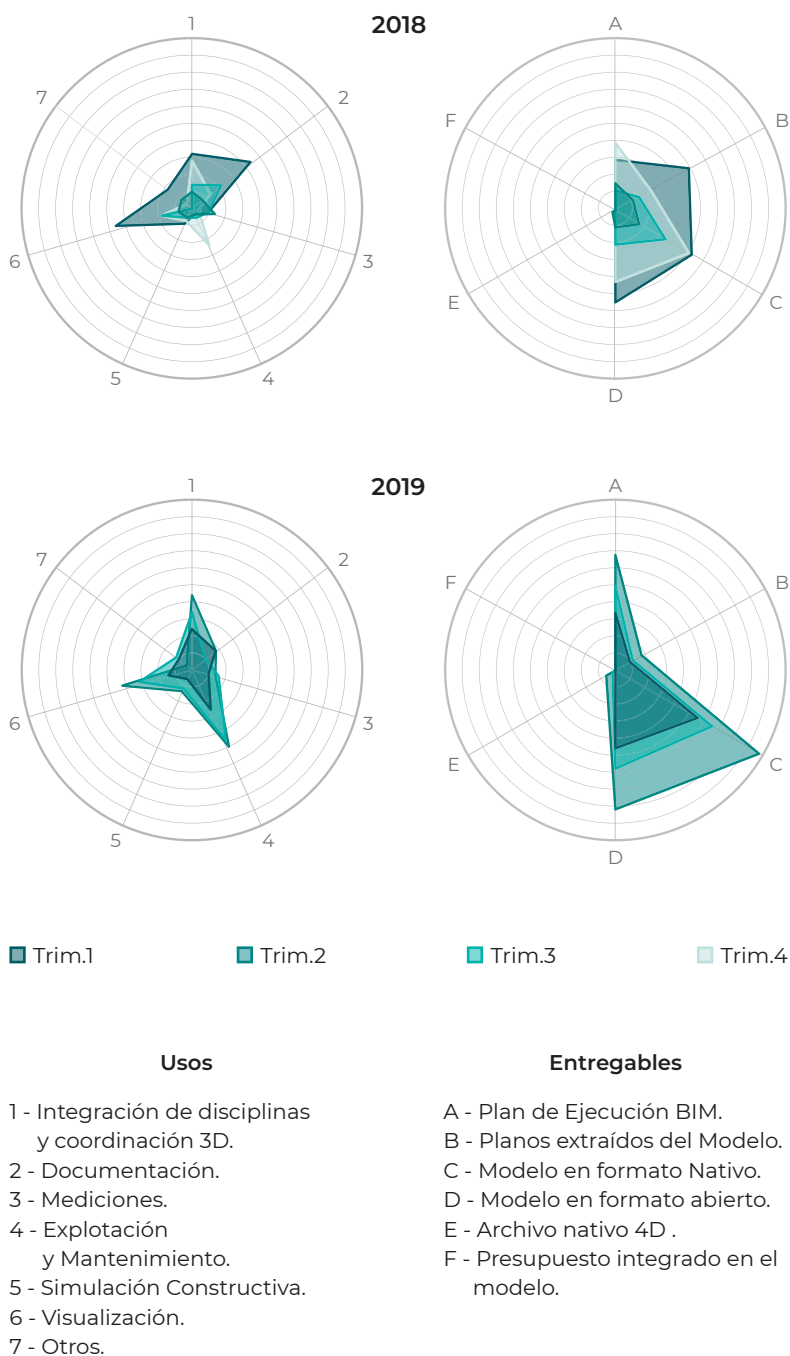 2018
1
2
3
4
5
6
7
A
B
C
D
E
F
2019
1
2
3
4
5
6
7
A
B
C
D
E
F
Trim.1
Trim.2
Trim.3
Trim.4
Usos
1 - Integración de disciplinas
y coordinación 3D.
2 - Documentación.
3 - Mediciones.
4 - Explotación
y Mantenimiento.
5 - Simulación Constructiva.
6 - Visualización.
7 - Otros.
Entregables
A - Plan de Ejecución BIM.
B - Planos extraídos del Modelo.
C - Modelo en formato Nativo.
D - Modelo en formato abierto.
E - Archivo nativo 4D .
F - Presupuesto integrado en el
modelo.